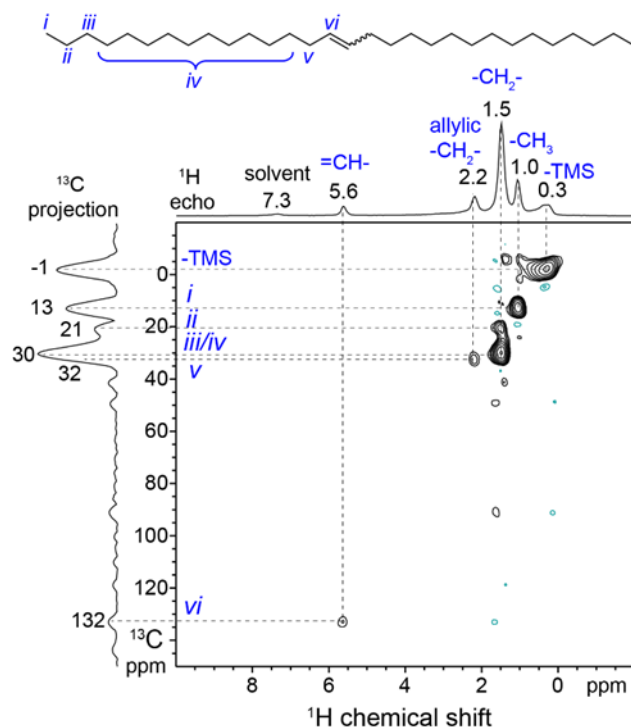 i iii vi
ii iv v
-CH2-
allylic 1.5 -CH3
=CH- -CH2- 1.0 -TMS
13C 1H solvent 5.6 2.2 0.3
projection echo 7.3
-1 -TMS 0
13 i
21 ii 20
30 iii/iv
32 v 40
60
80
100
120
132 vi
13C
ppm
8 6 4 2 0 ppm
1H chemical shift